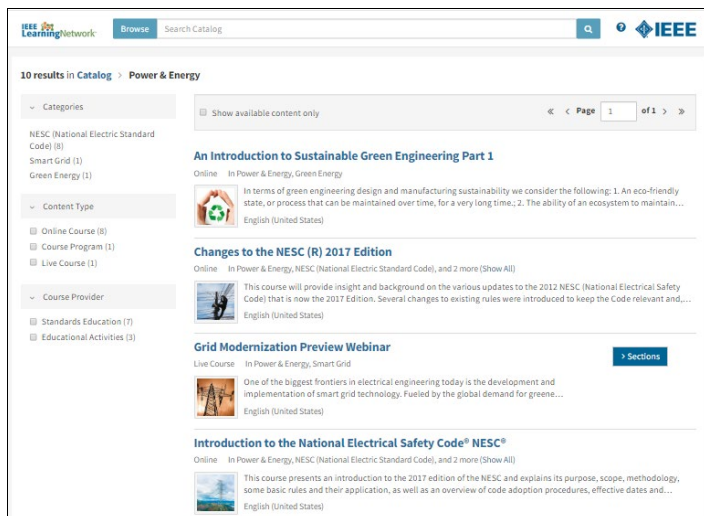 IEEE
LearningNetwork
Browse Search Catalog
? IEEE
10 results in Catalog > Power & Energy
Categories
NESC (National Electric Standard
Code) (8)
Smart Grid (1)
Green Energy (1)
Content Type
Online Course (8)
Course Program (1)
Live Course (1)
Course Provider
Standards Education (7)
Educational Activities (3)
Show available content only
« < Page 1 of 1 > »
An Introduction to Sustainable Green Engineering Part 1
Online In Power & Energy, Green Energy
In terms of green engineering design and manufacturing sustainability we consider the following: 1. An eco-friendly
state, or process that can be maintained over time, for a very long time.; 2. The ability of an ecosystem to maintain...
English (United States)
Changes to the NESC (R) 2017 Edition
Online In Power & Energy, NESC (National Electric Standard Code), and 2 more (Show All)
This course will provide insight and background on the various updates to the 2012 NESC (National Electrical Safety
Code) that is now the 2017 Edition. Several changes to existing rules were introduced to keep the Code relevant and,...
English (United States)
Grid Modernization Preview Webinar
> Sections
Live Course In Power & Energy, Smart Grid
One of the biggest frontiers in electrical engineering today is the development and
implementation of smart grid technology. Fueled by the global demand for greene...
English (United States)
Introduction to the National Electrical Safety Code® NESC®
Online In Power & Energy, NESC (National Electric Standard Code), and 2 more (Show All)
This course presents an introduction to the 2017 edition of the NESC and explains its purpose, scope, methodology,
some basic rules and their application, as well as an overview of code adoption procedures, effective dates and...
English (United States)